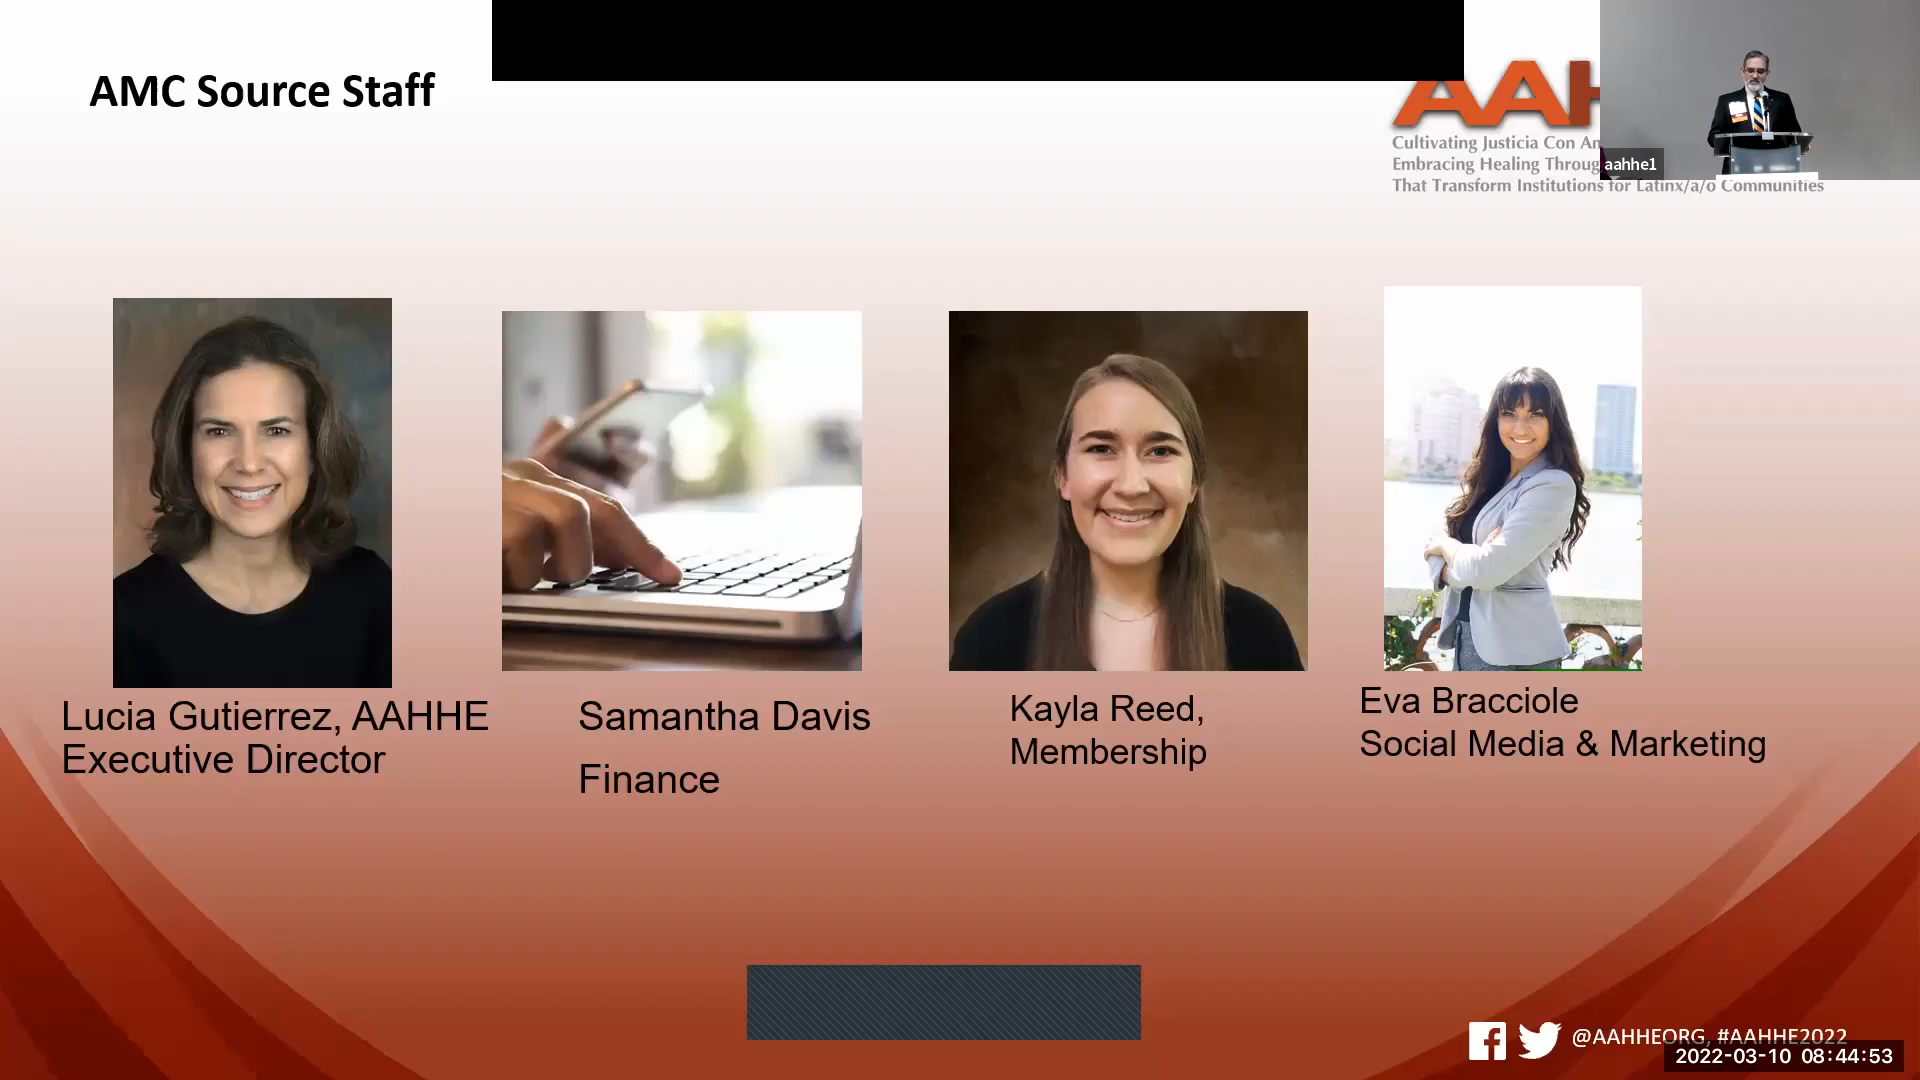 AMC Source Staff
AAH
Cultivating Justicia Con
Embracing Healing
That Transform Institutions for Latinx/a/o Communities
aahhe1
Lucia Gutierrez, AAHHE
Executive Director
Samantha Davis
Finance
Kayla Reed,
Membership
Eva Bracciole
Social Media & Marketing
@AAHHEORG, #AAHHE2022
2022-03-10 08:44:53